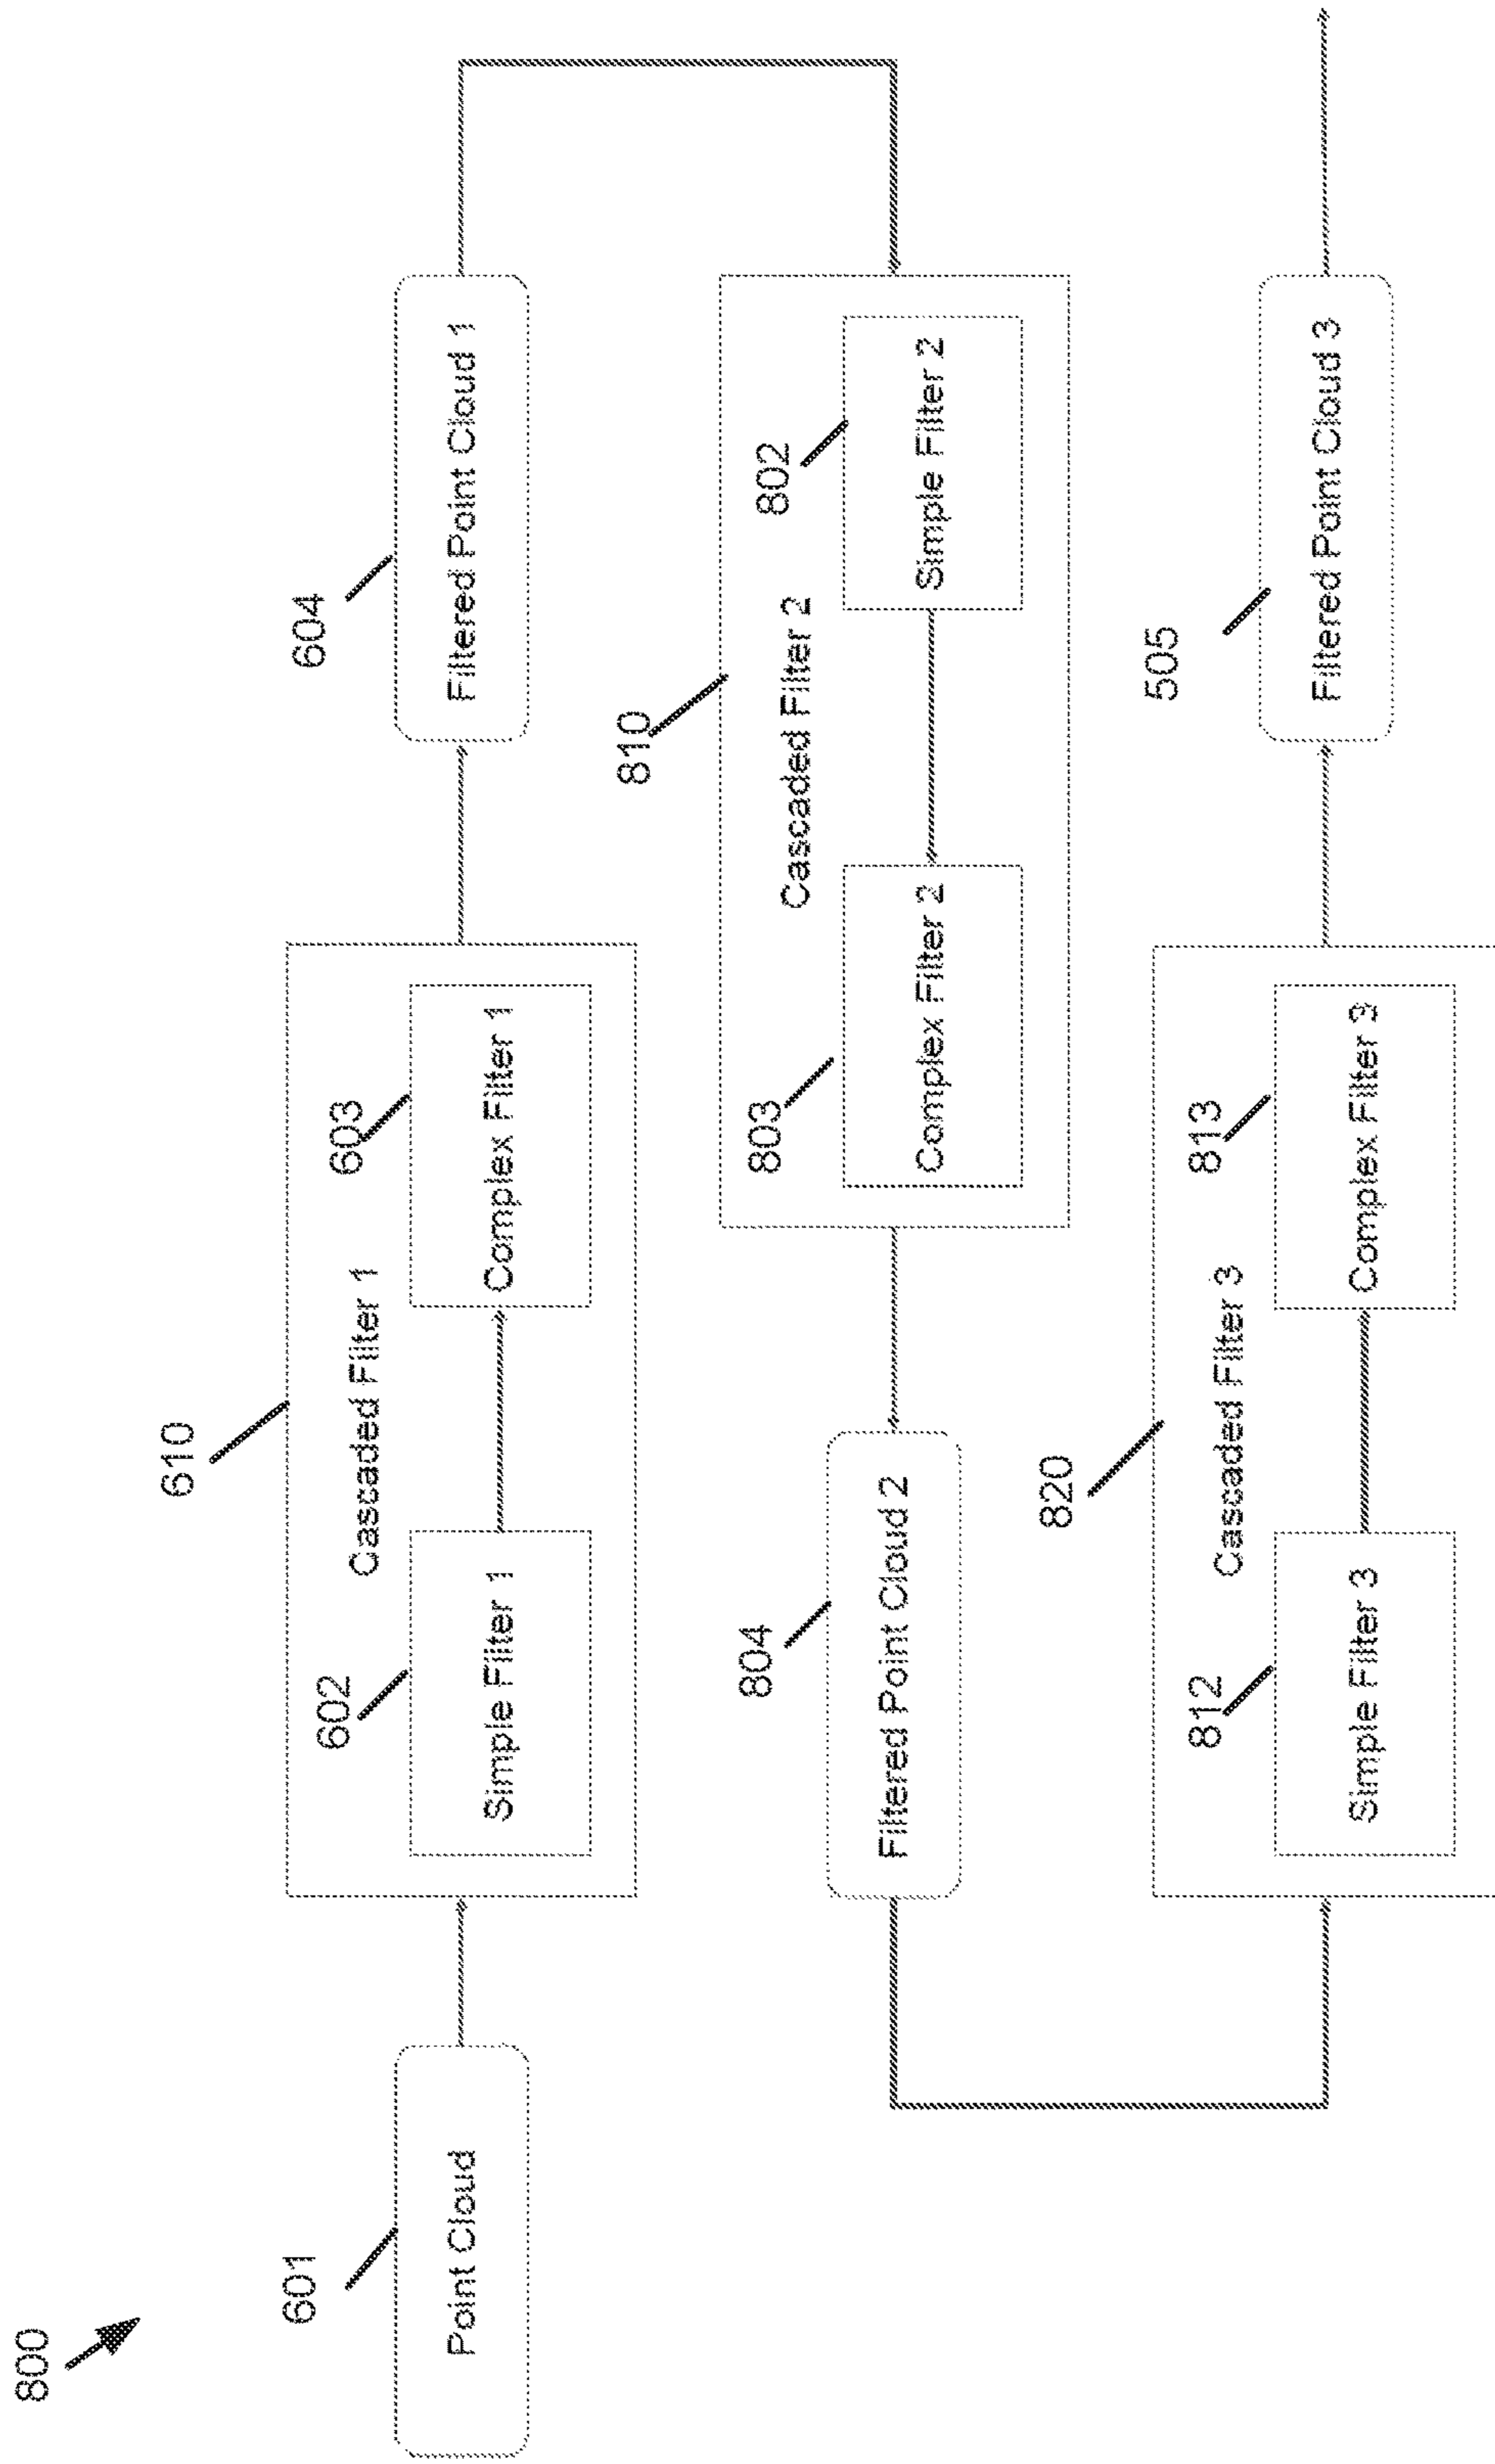 800
601
Point Cloud
610
Cascaded Filter 1
602
Simple Filter 1
603
Complex Filter 1
604
Filtered Point Cloud 1
810
Cascaded Filter 2
802
Simple Filter 2
803
Complex Filter 2
804
Filtered Point Cloud 2
820
Cascaded Filter 3
812
Simple Filter 3
813
Complex Filter 3
505
Filtered Point Cloud 3